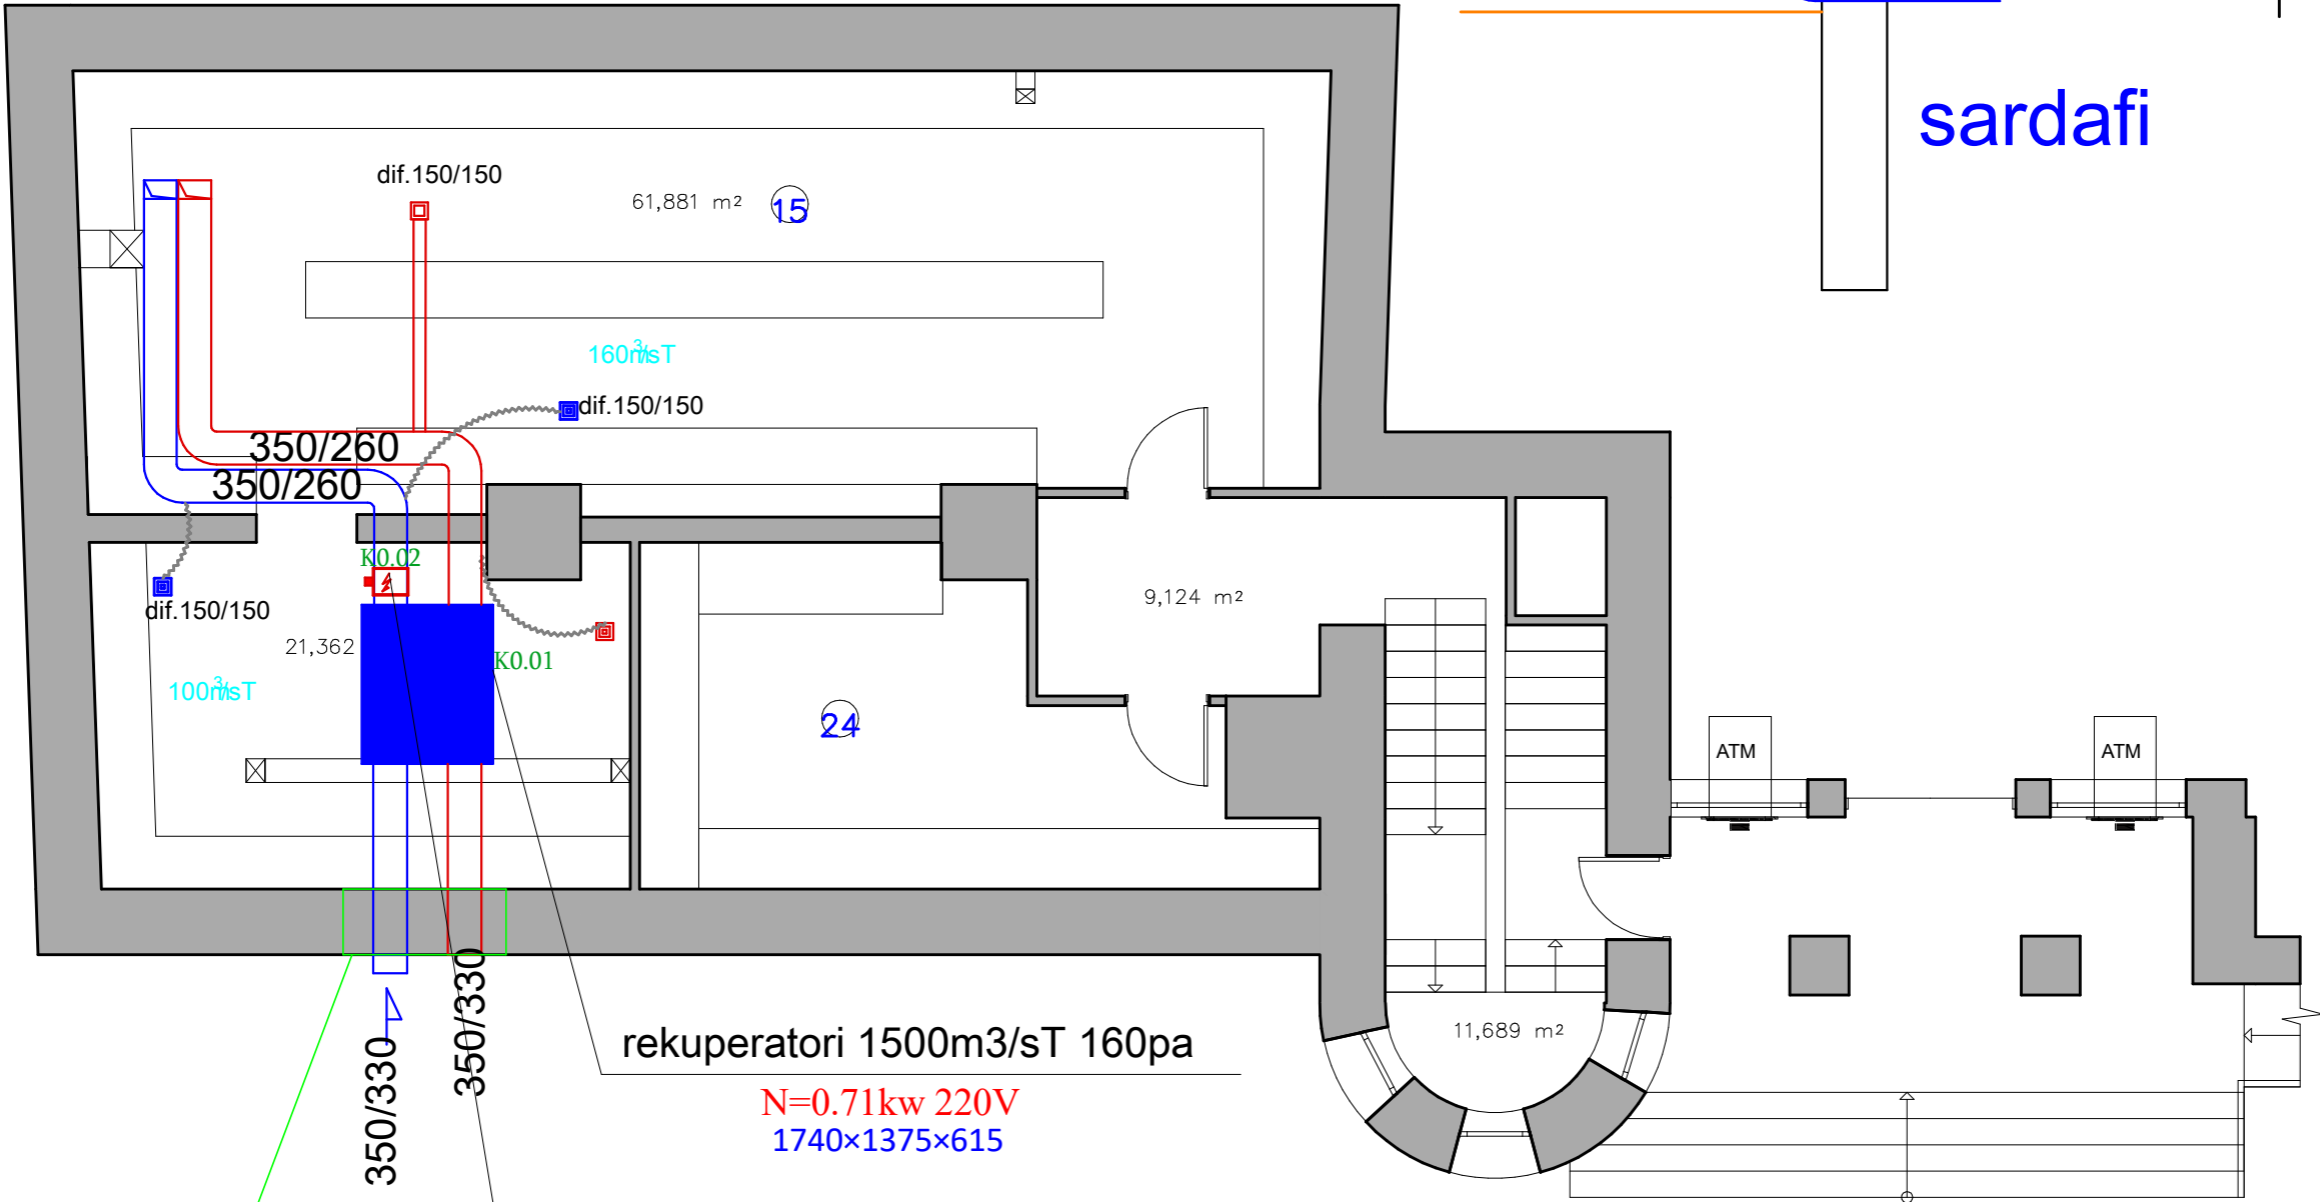 sardafi
dif.150/150
61,881 m²
15
160m³/sT
dif.150/150
350/260
350/260
K0.02
dif.150/150
21,362
K0.01
100m³/sT
9,124 m²
24
ATM
ATM
350/330
350/330
11,689 m²
rekuperatori 1500m3/sT 160pa
N=0.71kw 220V
1740×1375×615